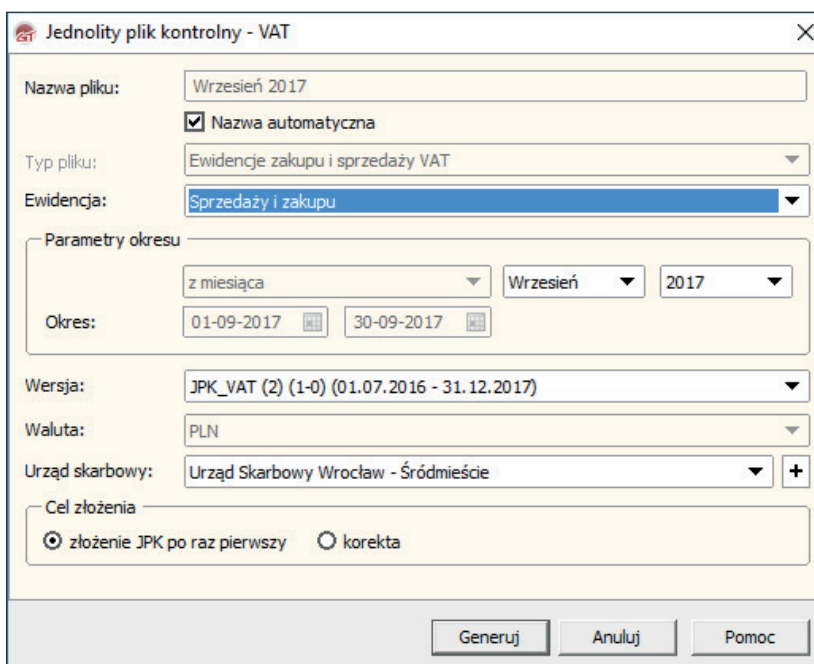 Jednolity plik kontrolny - VAT
Nazwa pliku: Wrzesień 2017
Nazwa automatyczna
Typ pliku: Ewidencje zakupu i sprzedaży VAT
Ewidencja: Sprzedaży i zakupu
Parametry okresu
z miesiąca Wrzesień 2017
Okres: 01-09-2017 30-09-2017
Wersja: JPK_VAT (2) (1-0) (01.07.2016 - 31.12.2017)
Waluta: PLN
Urząd skarbowy: Urząd Skarbowy Wrocław - Śródmieście +
Cel złożenia
złożenie JPK po raz pierwszy korekta
Generuj Anuluj Pomoc